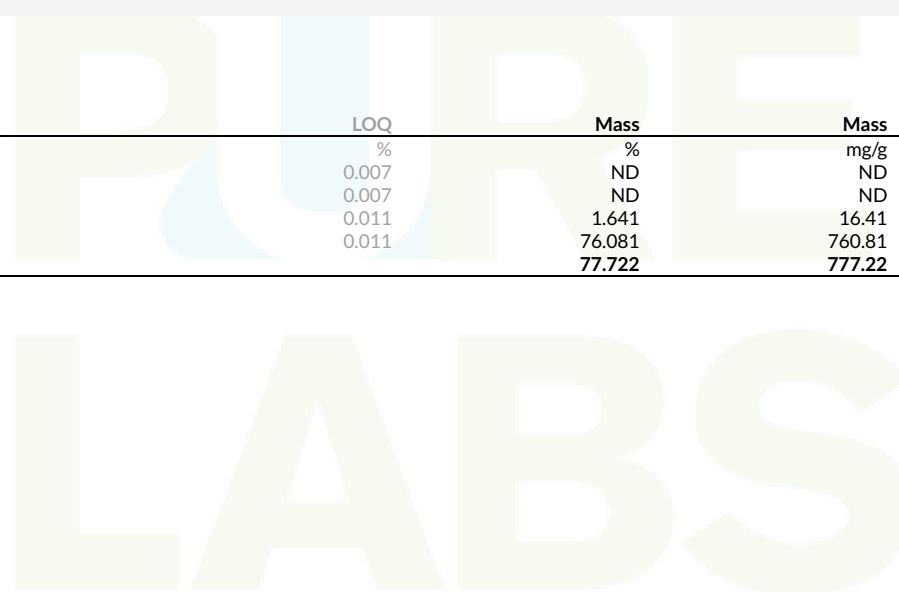 PURE
LOQ Mass Mass
% % mg/g
0.007 ND ND
0.007 ND ND
0.011 1.641 16.41
0.011 76.081 760.81
77.722 777.22
LABS